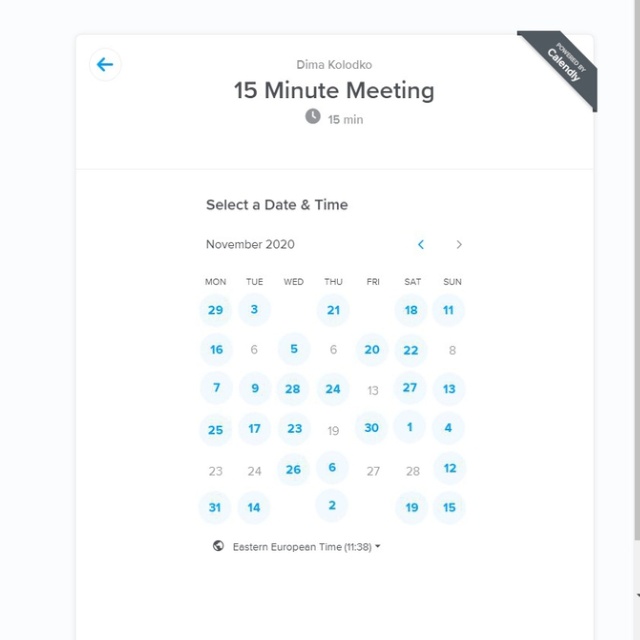 POWERED BY
Calendly
Dima Kolodko
15 Minute Meeting
15 min
Select a Date & Time
November 2020
MON TUE WED THU FRI SAT SUN
29 3 21 18 11
16 6 5 6 20 22 8
7 9 28 24 13 27 13
25 17 23 19 30 1 4
23 24 26 6 27 28 12
31 14 2 19 15
Eastern European Time (11:38)